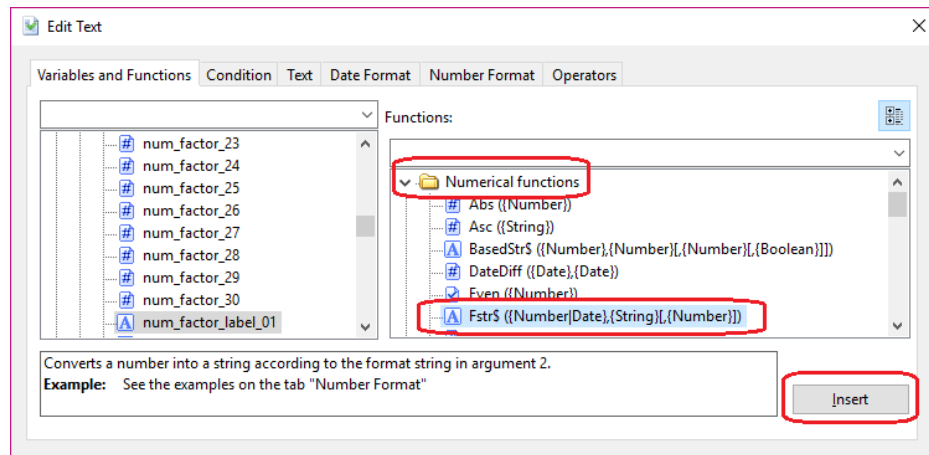 Edit Text
Variables and Functions Condition Text Date Format Number Format Operators
Functions:
num_factor_23
num_factor_24
num_factor_25
num_factor_26
num_factor_27
num_factor_28
num_factor_29
num_factor_30
num_factor_label_01
Numerical functions
Abs ({Number})
Asc ({String})
BasedStr$ ({Number},{Number}[,{Number}[,{Boolean}]])
DateDiff ({Date},{Date})
Even ({Number})
Fstr$ ({Number|Date},{String}[,{Number}])
Converts a number into a string according to the format string in argument 2.
Example: See the examples on the tab "Number Format"
Insert